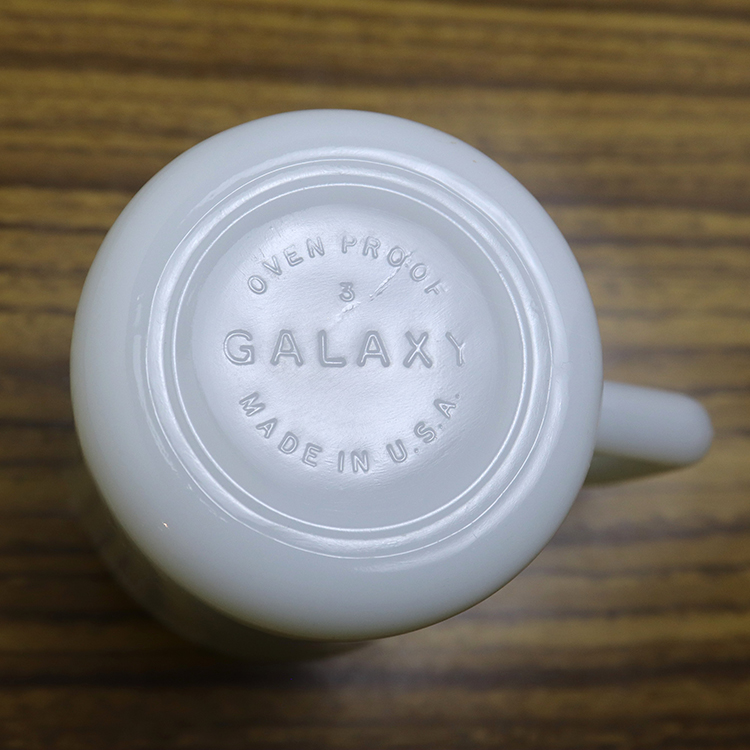 OVEN PROOF
3
GALAXY
MADE IN U.S.A.